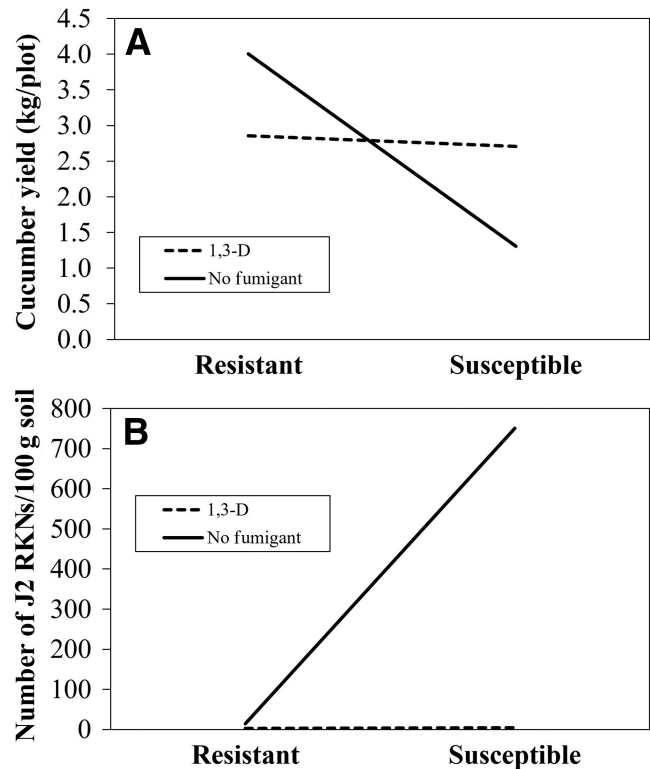 A
Cucumber yield (kg/plot)
4.5
4.0
3.5
3.0
2.5
2.0
1.5
1.0
0.5
0.0
1,3-D
No fumigant
Resistant Susceptible
B
Number of J2 RKNs/100 g soil
800
700
600
500
400
300
200
100
0
1,3-D
No fumigant
Resistant Susceptible